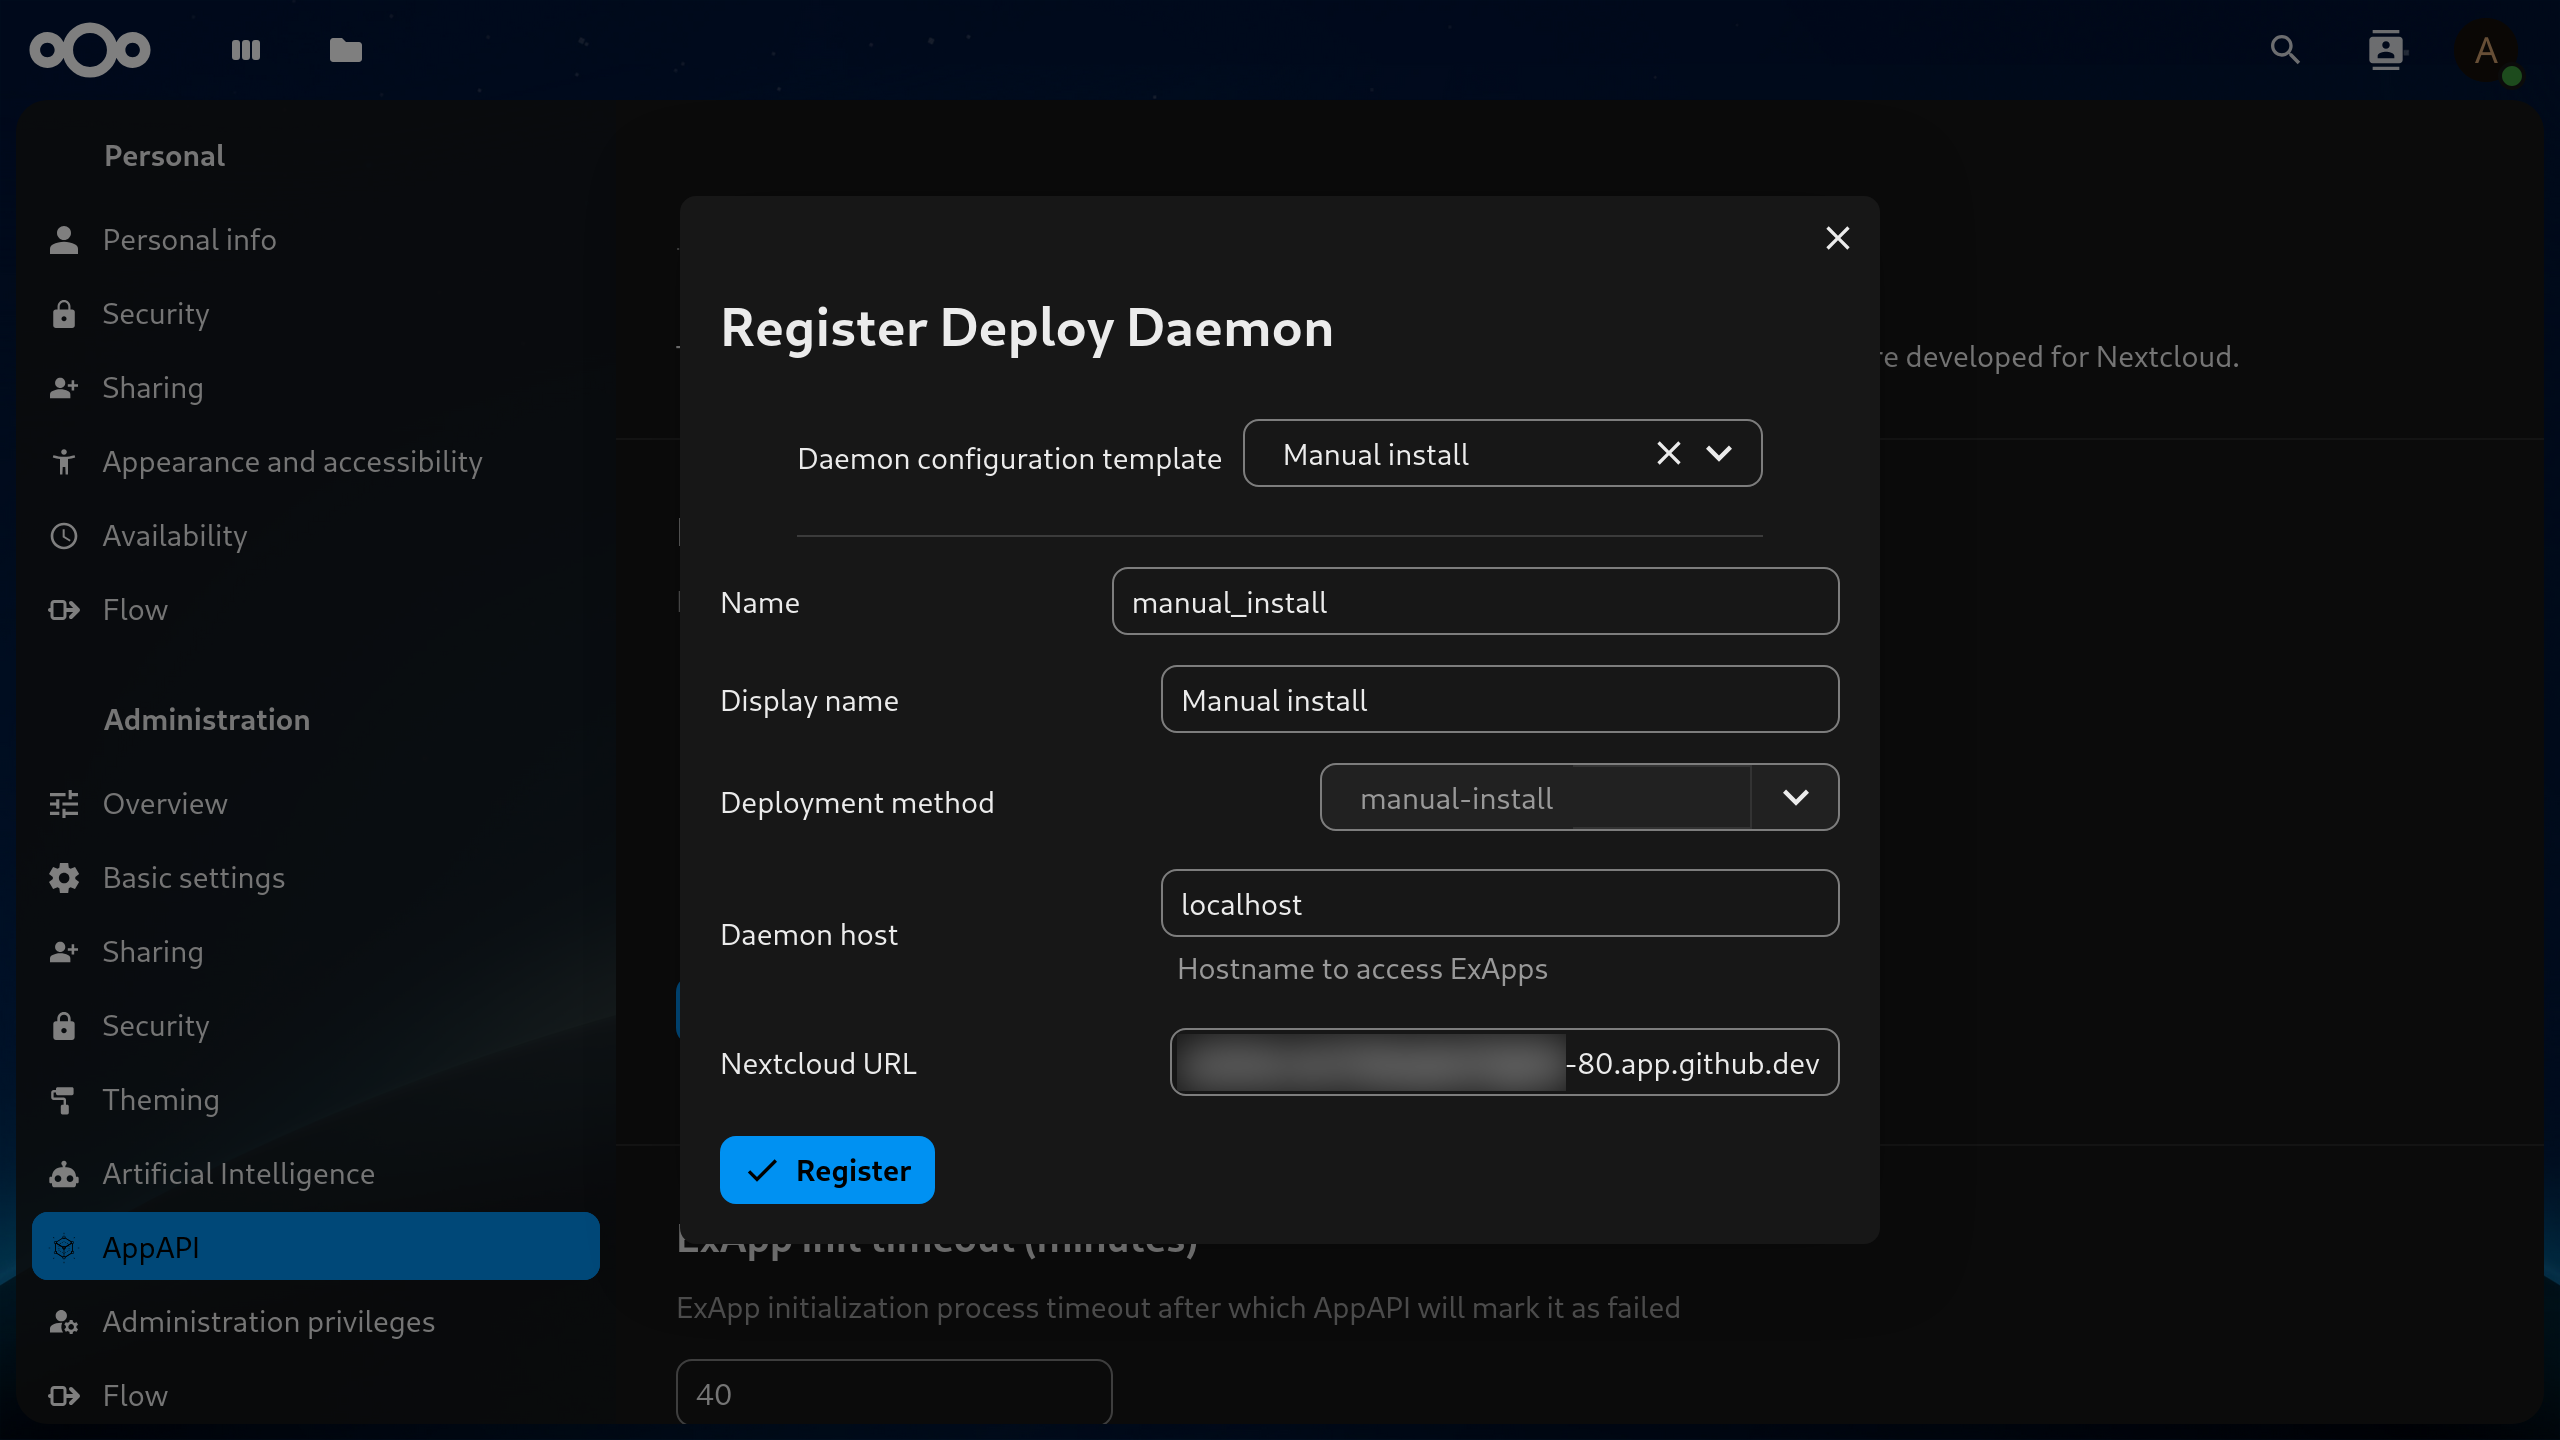 A
Personal
Personal info
Security
Sharing
Appearance and accessibility
Availability
Flow
Administration
Overview
Basic settings
Sharing
Security
Theming
Artificial Intelligence
AppAPI
Administration privileges
Flow
re developed for Nextcloud.
Register Deploy Daemon
Daemon configuration template Manual install
Name manual_install
Display name Manual install
Deployment method manual-install
Daemon host localhost
Hostname to access ExApps
Nextcloud URL -80.app.github.dev
Register
ExApp init timeout (minutes)
ExApp initialization process timeout after which AppAPI will mark it as failed
40